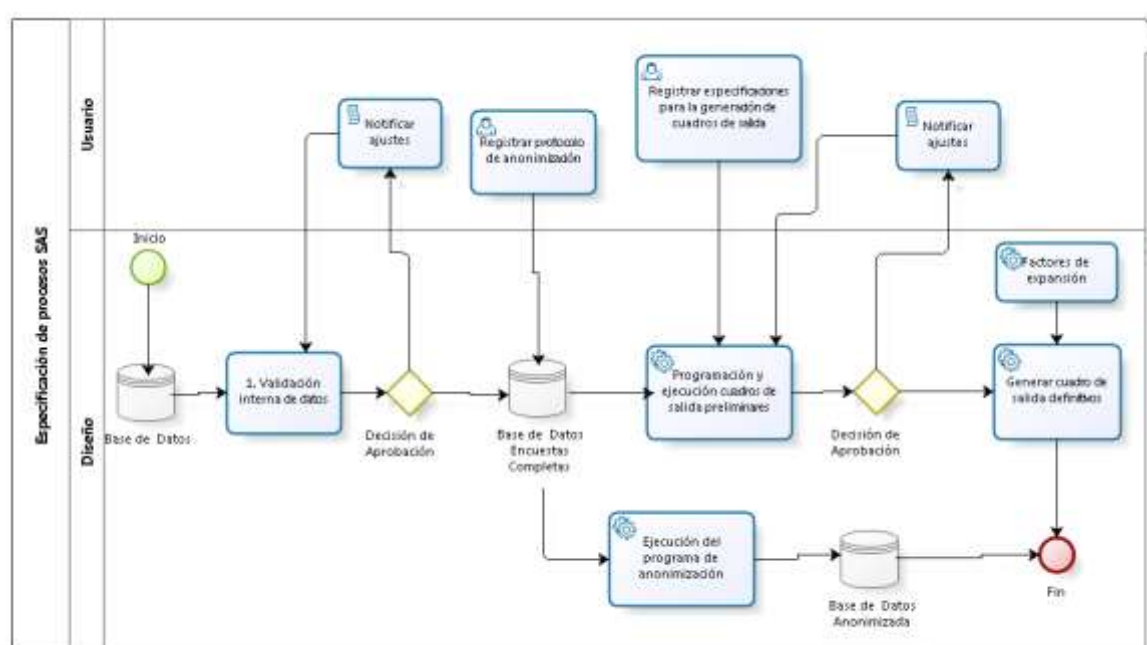 Especificación de procesos SAS
Usuario
Notificar
ajustes
Registrar protocolo
de anonimización
Registrar especificaciones
para la generación de
cuadros de salida
Notificar
ajustes
Diseño
Inicio
Factores de
expansión
Base de Datos
1. Validación
interna de datos
Decisión de
Aprobación
Base de Datos
Encuestas
Completas
Programación y
ejecución cuadros de
salida preliminares
Decisión de
Aprobación
Generar cuadro de
salida definitivos
Ejecución del
programa de
anonimización
Base de Datos
Anonimizada
Fin